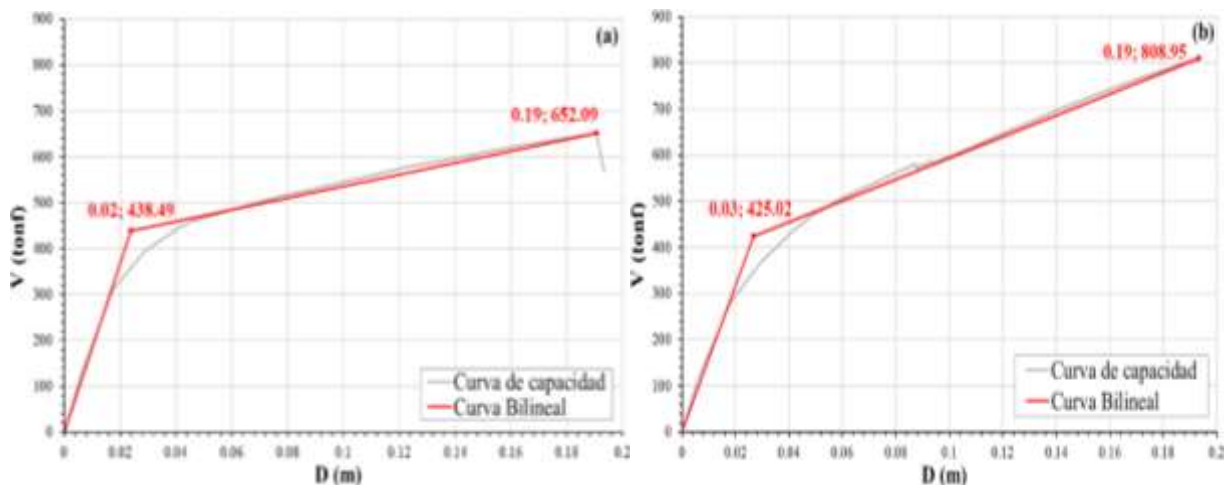 (a)
900
800
700
600
500
400
300
200
100
0
V (tonf)
0.02; 438.49
0.19; 652.09
Curva de capacidad
Curva Bilineal
0 0.02 0.04 0.06 0.08 0.1 0.12 0.14 0.16 0.18 0.2
D (m)
(b)
900
800
700
600
500
400
300
200
100
0
V (tonf)
0.03; 425.02
0.19; 808.95
Curva de capacidad
Curva Bilineal
0 0.02 0.04 0.06 0.08 0.1 0.12 0.14 0.16 0.18 0.2
D (m)